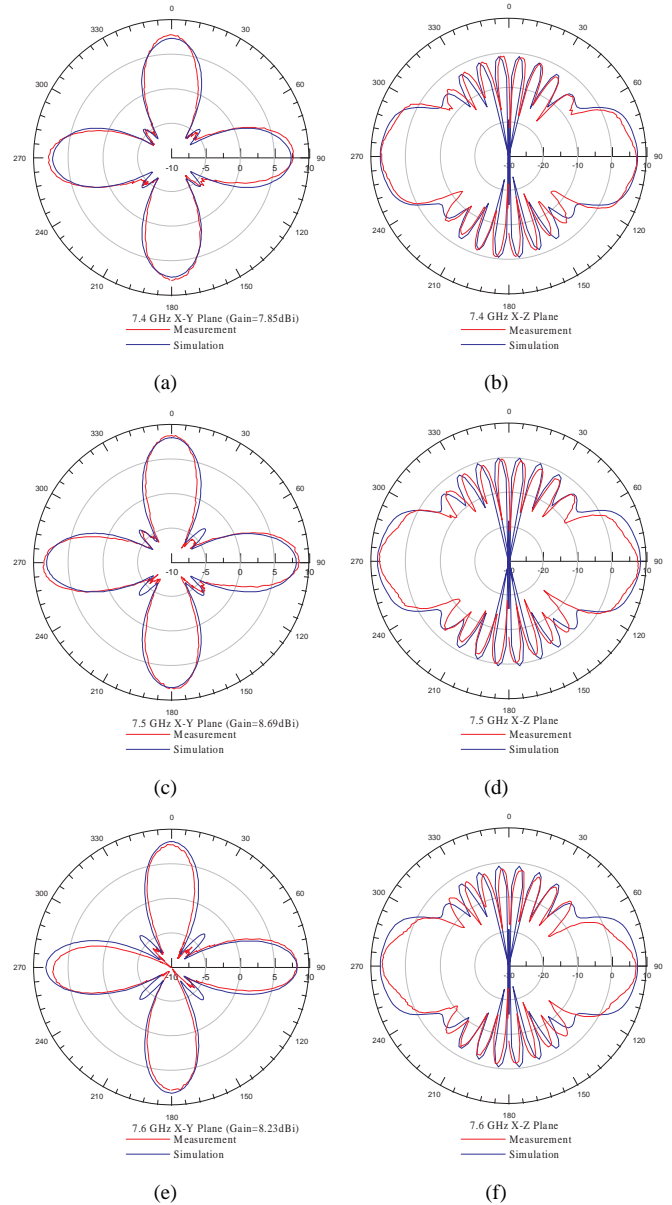 0
330 30
300 60
270 -10 -5 0 5 10 90
240 120
210 150
180
7.4 GHz X-Y Plane (Gain=7.85dBi)
Measurement
Simulation
(a)
0
330 30
300 60
270 -30 -20 -10 0 10 90
240 120
210 150
180
7.4 GHz X-Z Plane
Measurement
Simulation
(b)
0
330 30
300 60
270 -10 -5 0 5 10 90
240 120
210 150
180
7.5 GHz X-Y Plane (Gain=8.69dBi)
Measurement
Simulation
(c)
0
330 30
300 60
270 -30 -20 -10 0 10 90
240 120
210 150
180
7.5 GHz X-Z Plane
Measurement
Simulation
(d)
0
330 30
300 60
270 -10 -5 0 5 10 90
240 120
210 150
180
7.6 GHz X-Y Plane (Gain=8.23dBi)
Measurement
Simulation
(e)
0
330 30
300 60
270 -30 -20 -10 0 10 90
240 120
210 150
180
7.6 GHz X-Z Plane
Measurement
Simulation
(f)